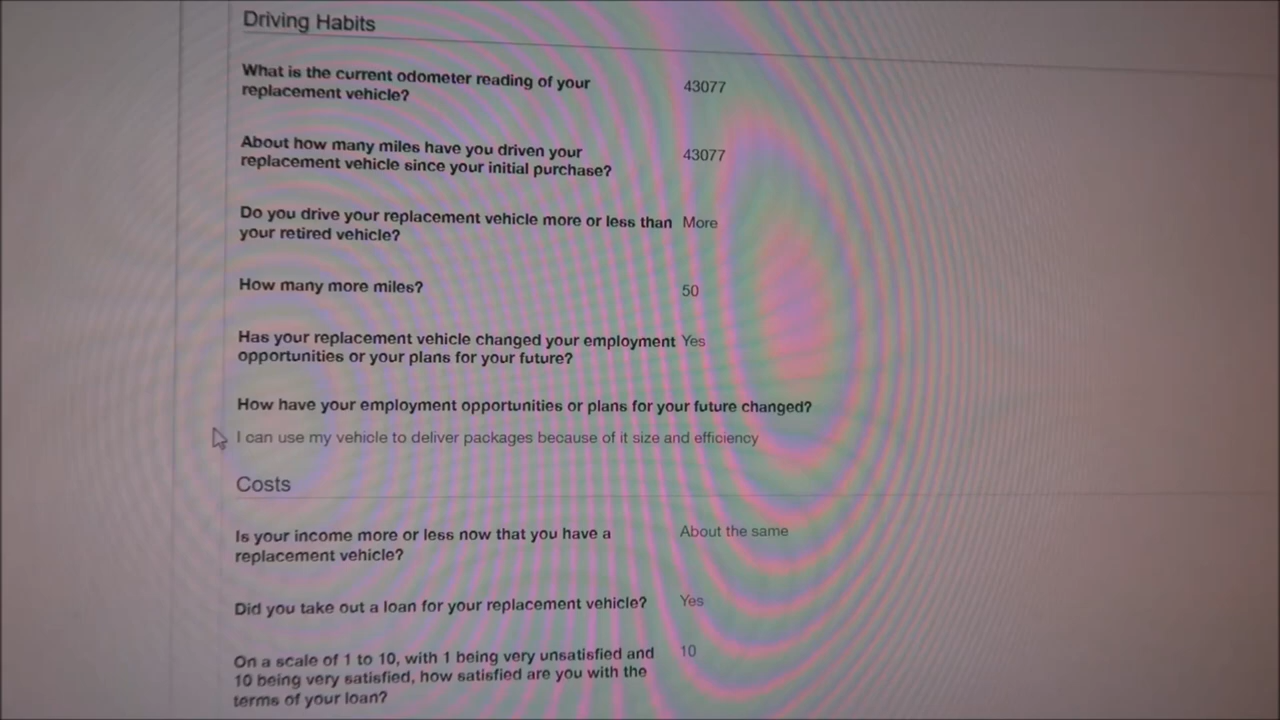 Driving Habits
What is the current odometer reading of your
replacement vehicle?
43077
About how many miles have you driven your
replacement vehicle since your initial purchase?
43077
Do you drive your replacement vehicle more or less than
your retired vehicle?
More
How many more miles?
50
Has your replacement vehicle changed your employment
opportunities or your plans for your future?
Yes
How have your employment opportunities or plans for your future changed?
I can use my vehicle to deliver packages because of it size and efficiency
Costs
Is your income more or less now that you have a
replacement vehicle?
About the same
Did you take out a loan for your replacement vehicle?
Yes
On a scale of 1 to 10, with 1 being very unsatisfied and
10 being very satisfied, how satisfied are you with the
terms of your loan?
10